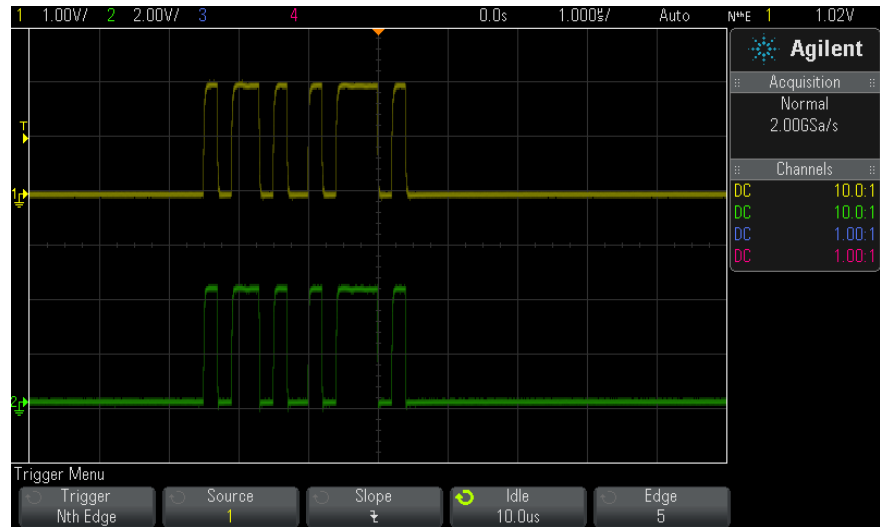 1 1.00V/ 2 2.00V/ 3 4 0.0s 1.000㎲/ Auto NᵗʰE 1 1.02V
Agilent
Acquisition
Normal
2.00GSa/s
Channels
DC 10.0:1
DC 10.0:1
DC 1.00:1
DC 1.00:1
T
1
2
Trigger Menu
Trigger Source Slope Idle Edge
Nth Edge 1 10.0us 5